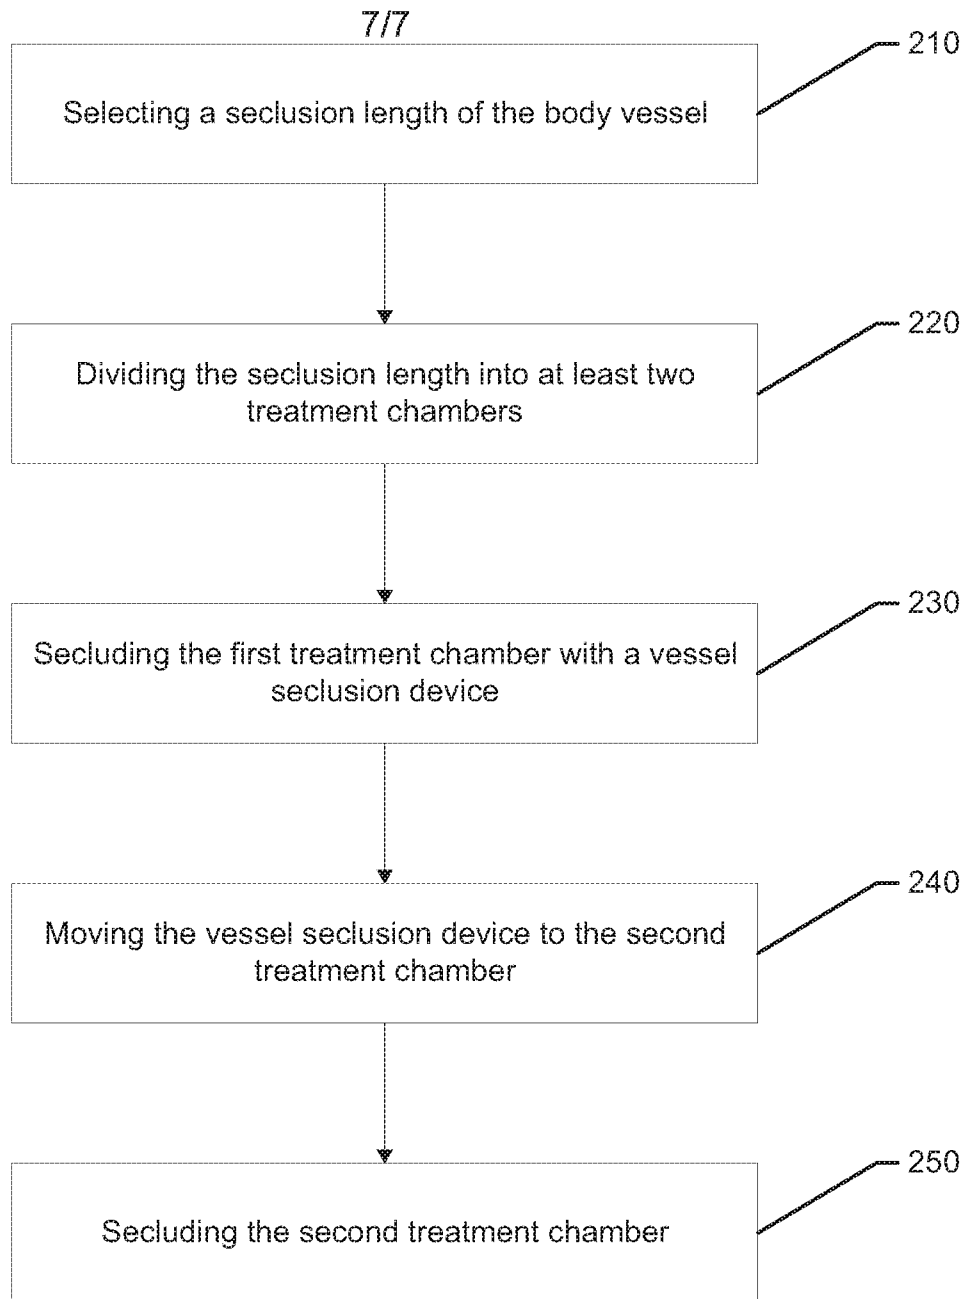 7/7
210
Selecting a seclusion length of the body vessel
220
Dividing the seclusion length into at least two
treatment chambers
230
Secluding the first treatment chamber with a vessel
seclusion device
240
Moving the vessel seclusion device to the second
treatment chamber
250
Secluding the second treatment chamber